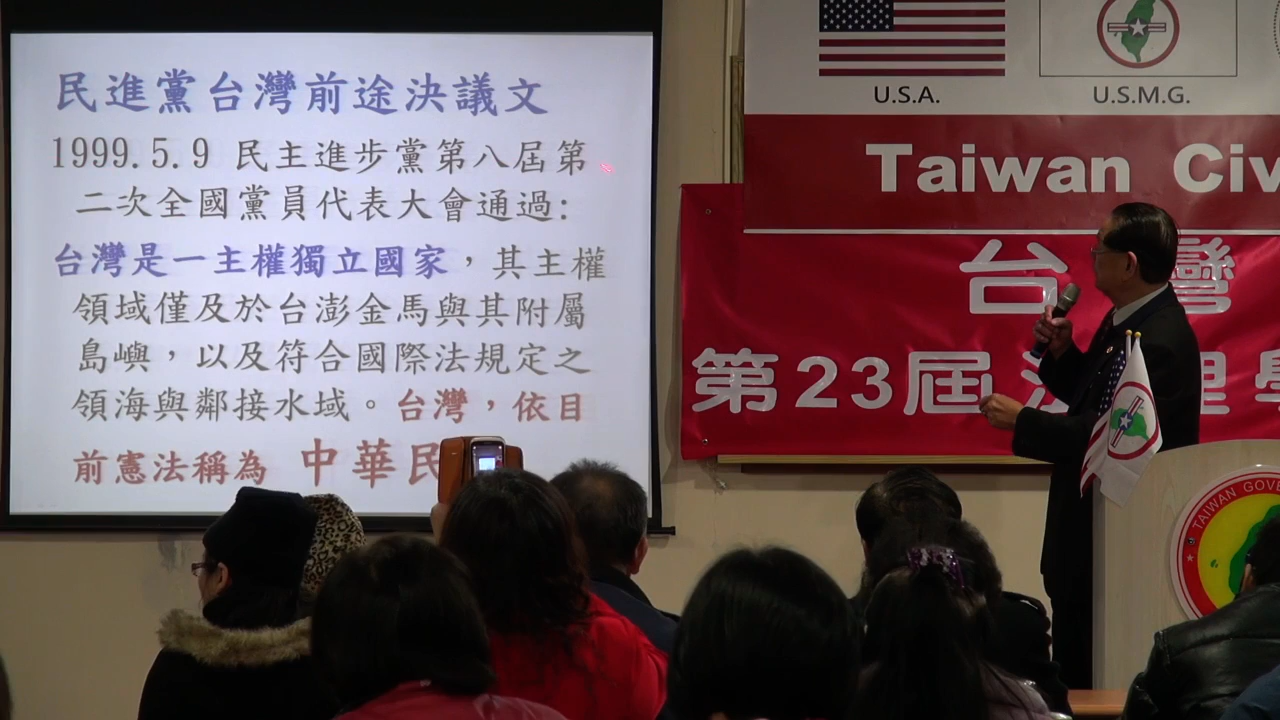 民進黨台灣前途決議文
1999.5.9 民主進步黨第八屆第
二次全國黨員代表大會通過:
台灣是一主權獨立國家，其主權
領域僅及於台澎金馬與其附屬
島嶼，以及符合國際法規定之
領海與鄰接水域。台灣，依目
前憲法稱為 中華民
U.S.A.
U.S.M.G.
Taiwan Civ
台 灣
第23屆法理學
TAIWAN GOVE